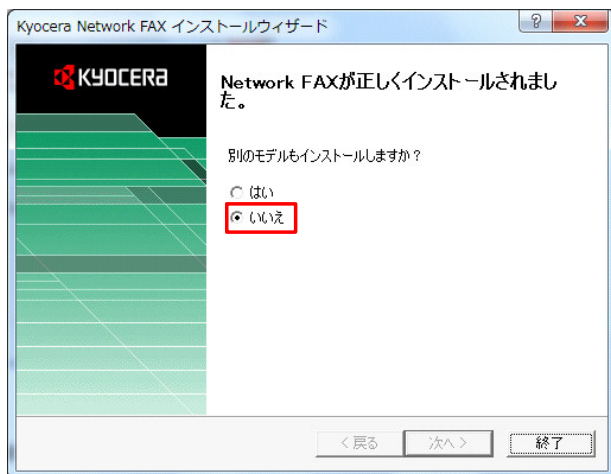 Kyocera Network FAX インストールウィザード
KYOCERA
Network FAXが正しくインストールされまし
た。
別のモデルもインストールしますか?
はい
いいえ
< 戻る
次へ >
終了